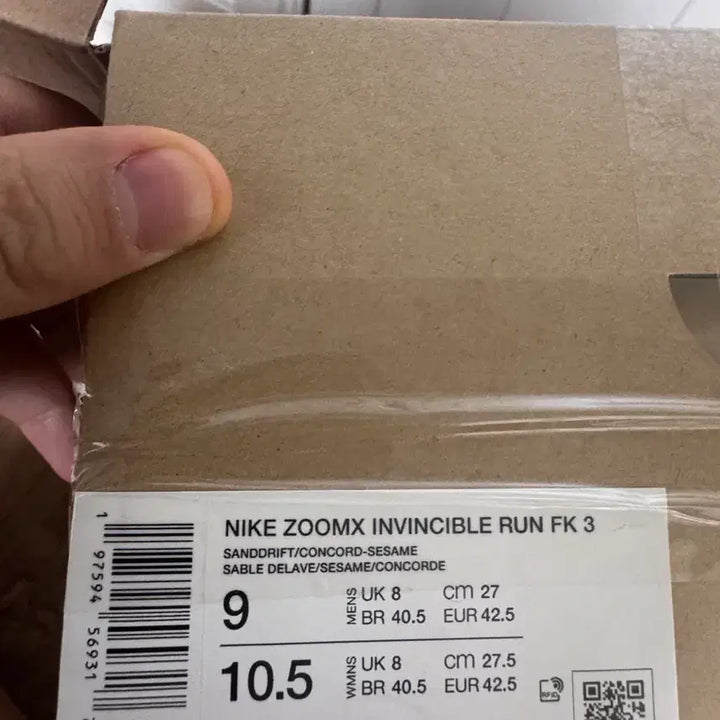 NIKE ZOOMX INVINCIBLE RUN FK 3
SANDDRIFT/CONCORD-SESAME
SABLE DELAVE/SESAME/CONCORDE
9 MENS UK 8 CM 27
BR 40.5 EUR 42.5
10.5 WMNS UK 8 CM 27.5
BR 40.5 EUR 42.5
RFID
1 97594 56931